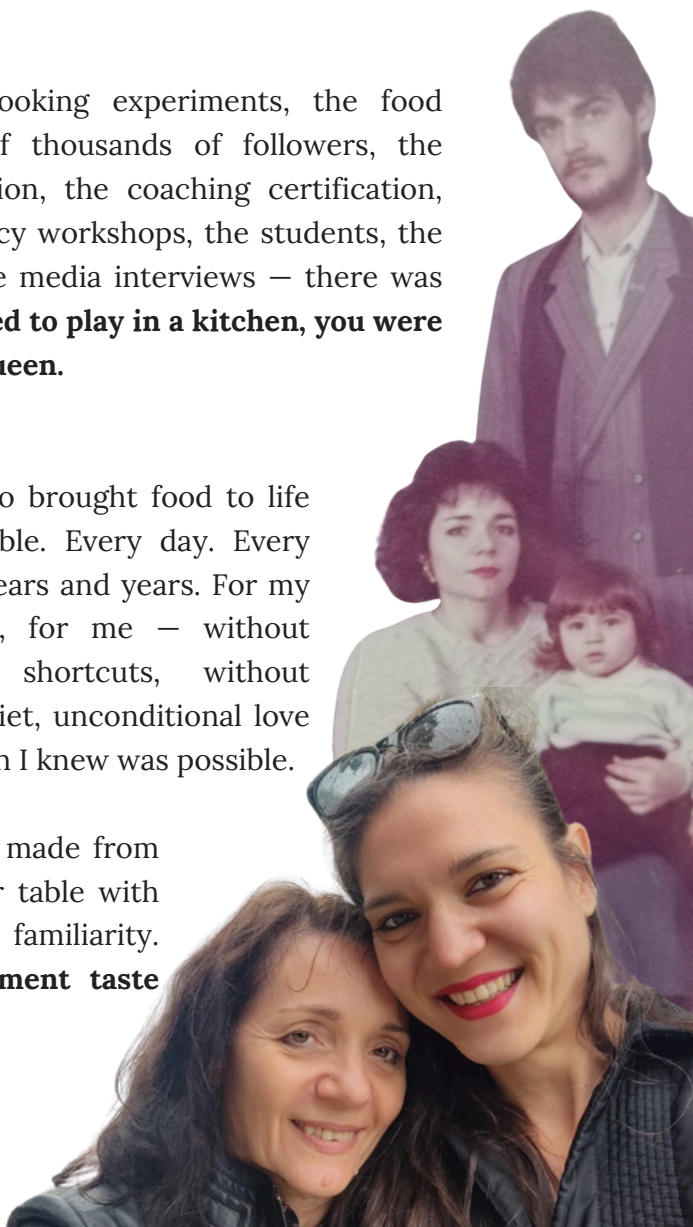 ooking experiments, the food
f thousands of followers, the
ion, the coaching certification,
cy workshops, the students, the
e media interviews — there was
ed to play in a kitchen, you were
ueen.
o brought food to life
ble. Every day. Every
ears and years. For my
, for me — without
shortcuts, without
iet, unconditional love
n I knew was possible.
made from
r table with
familiarity.
ment taste